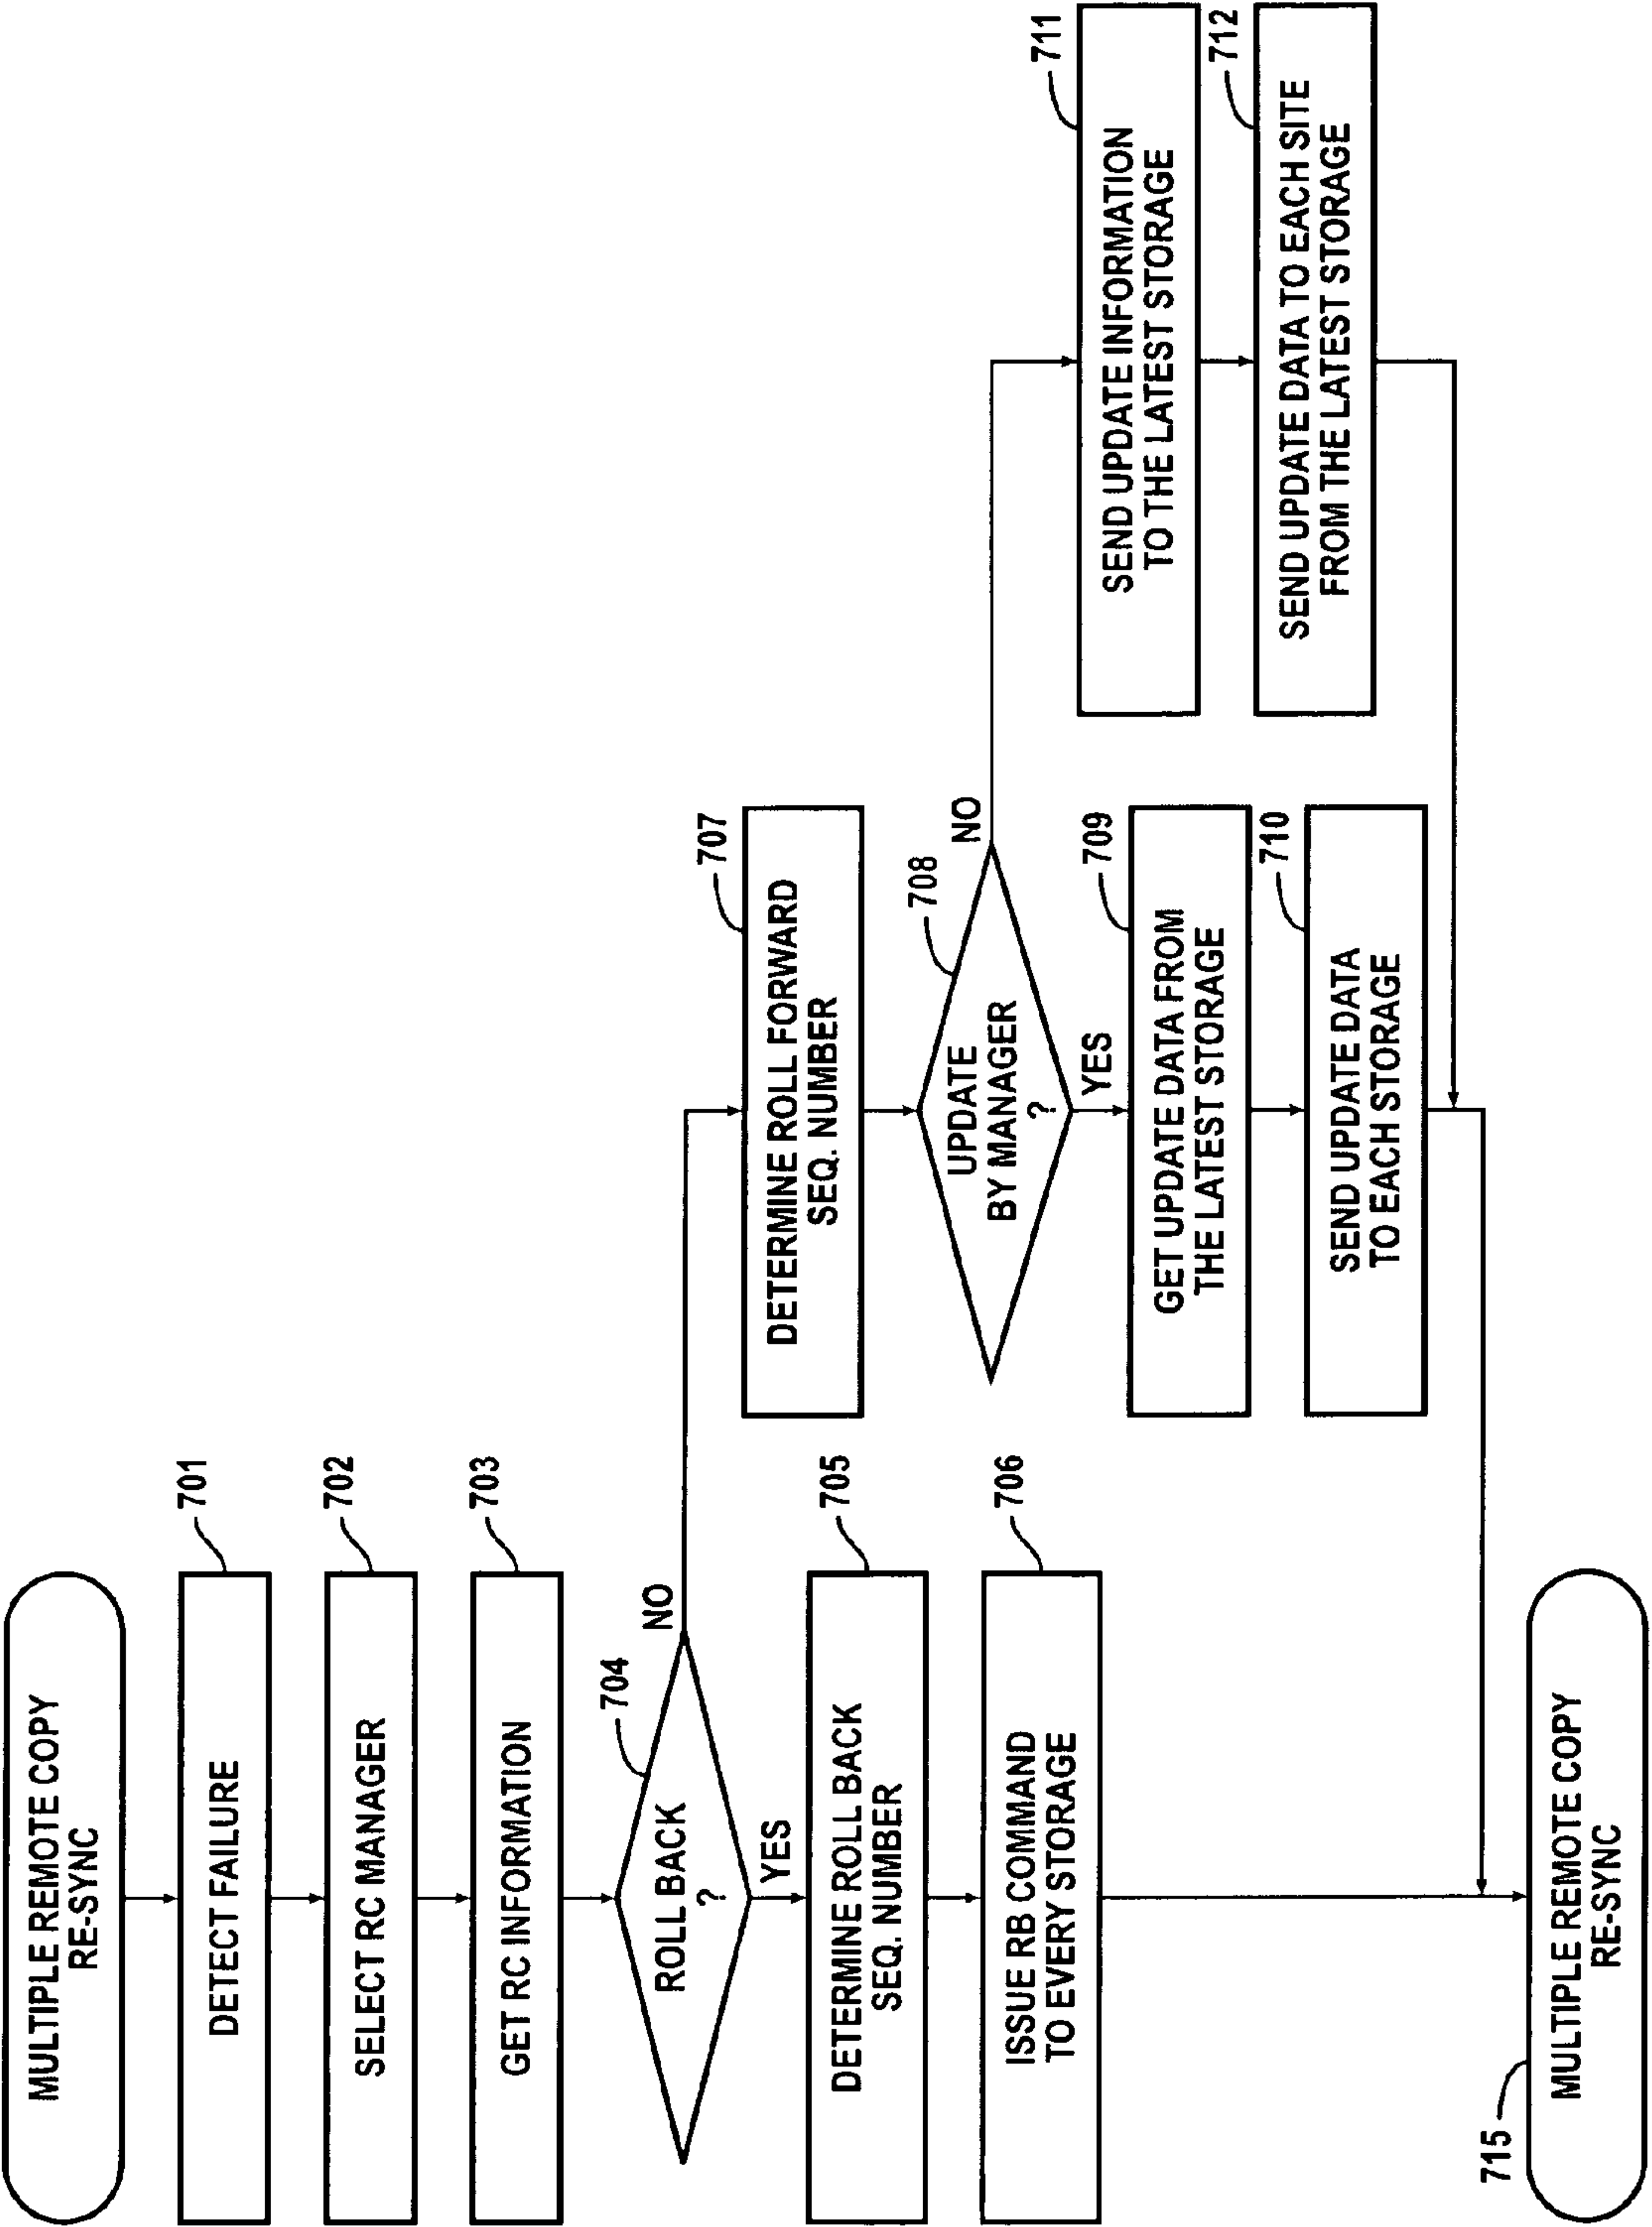 MULTIPLE REMOTE COPY
RE-SYNC
701
DETECT FAILURE
702
SELECT RC MANAGER
703
GET RC INFORMATION
704
ROLL BACK
?
NO
YES
705
DETERMINE ROLL BACK
SEQ. NUMBER
706
ISSUE RB COMMAND
TO EVERY STORAGE
707
DETERMINE ROLL FORWARD
SEQ. NUMBER
708
UPDATE
BY MANAGER
?
NO
YES
709
GET UPDATE DATA FROM
THE LATEST STORAGE
710
SEND UPDATE DATA
TO EACH STORAGE
711
SEND UPDATE INFORMATION
TO THE LATEST STORAGE
712
SEND UPDATE DATA TO EACH SITE
FROM THE LATEST STORAGE
715
MULTIPLE REMOTE COPY
RE-SYNC